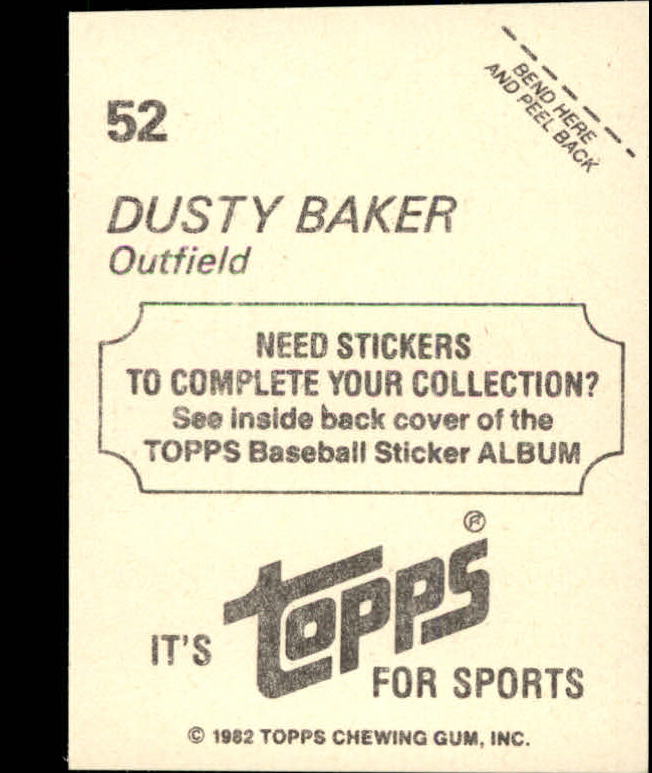 BEND HERE
AND PEEL BACK
52
DUSTY BAKER
Outfield
NEED STICKERS
TO COMPLETE YOUR COLLECTION?
See inside back cover of the
TOPPS Baseball Sticker ALBUM
®
IT'S topps
FOR SPORTS
© 1982 TOPPS CHEWING GUM, INC.